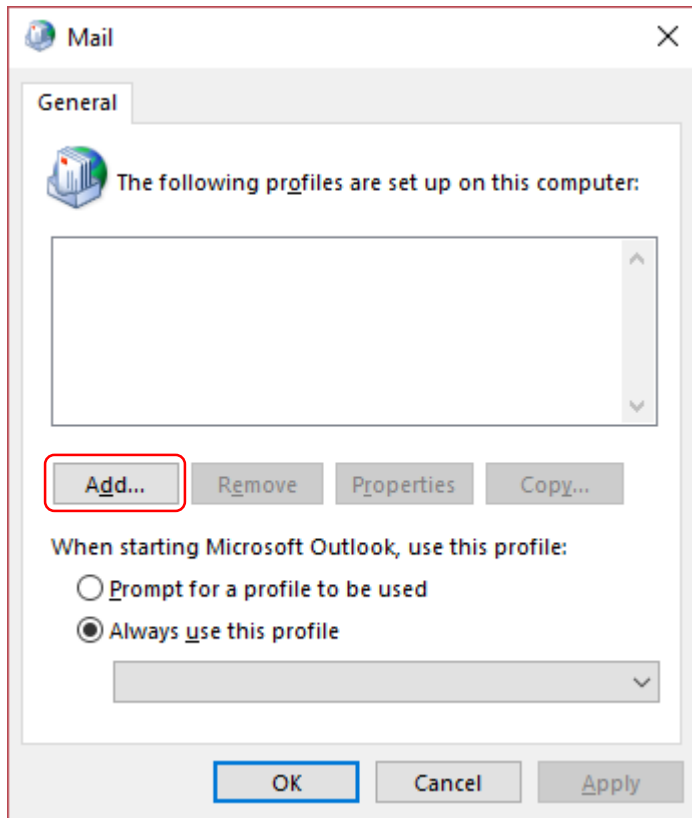 Mail
General
The following profiles are set up on this computer:
Add... Remove Properties Copy...
When starting Microsoft Outlook, use this profile:
Prompt for a profile to be used
Always use this profile
OK Cancel Apply